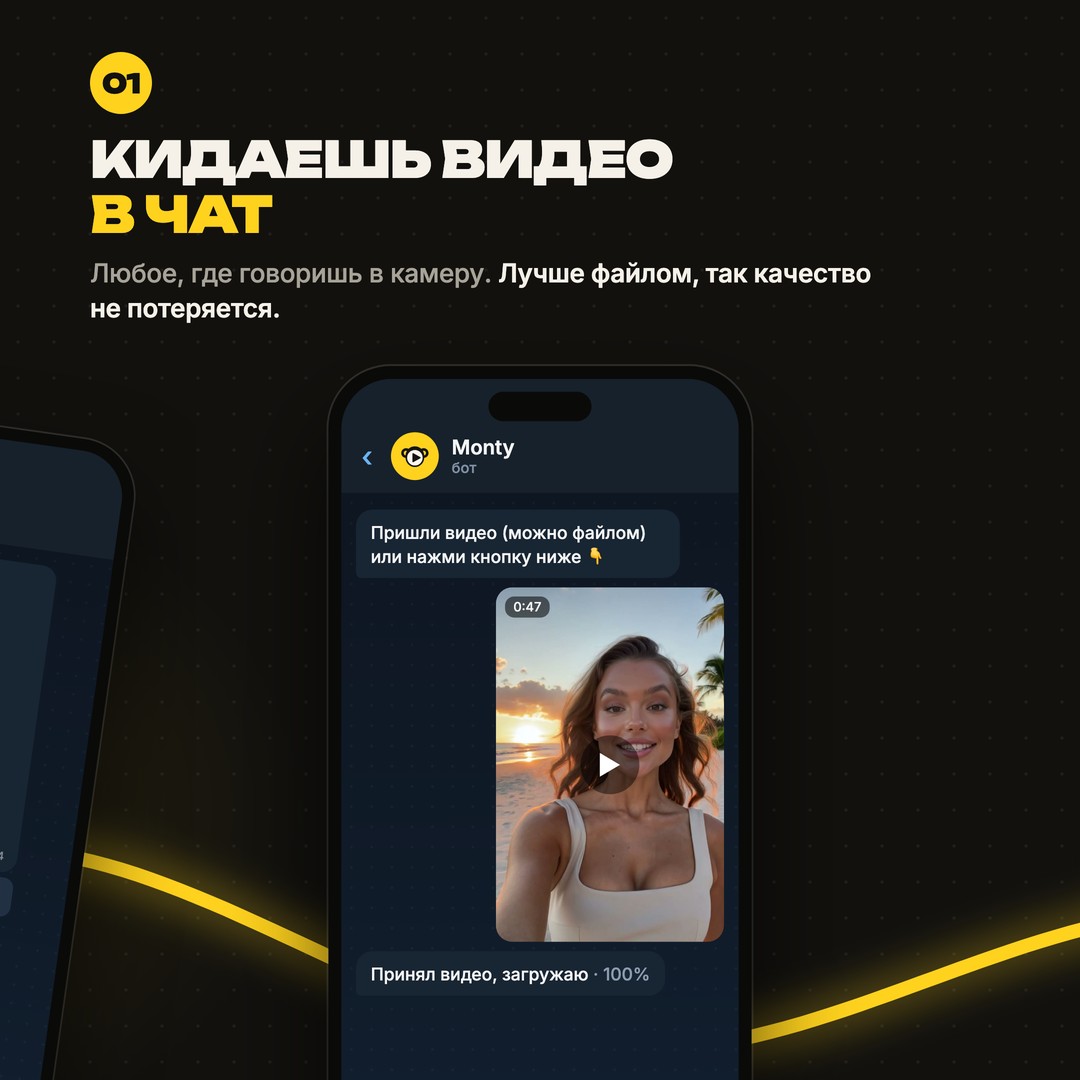 01
КИДАЕШЬ ВИДЕО
В ЧАТ
Любое, где говоришь в камеру. Лучше файлом, так качество
не потеряется.
Monty
бот
Пришли видео (можно файлом)
или нажми кнопку ниже 👇
0:47
4
Принял видео, загружаю · 100%